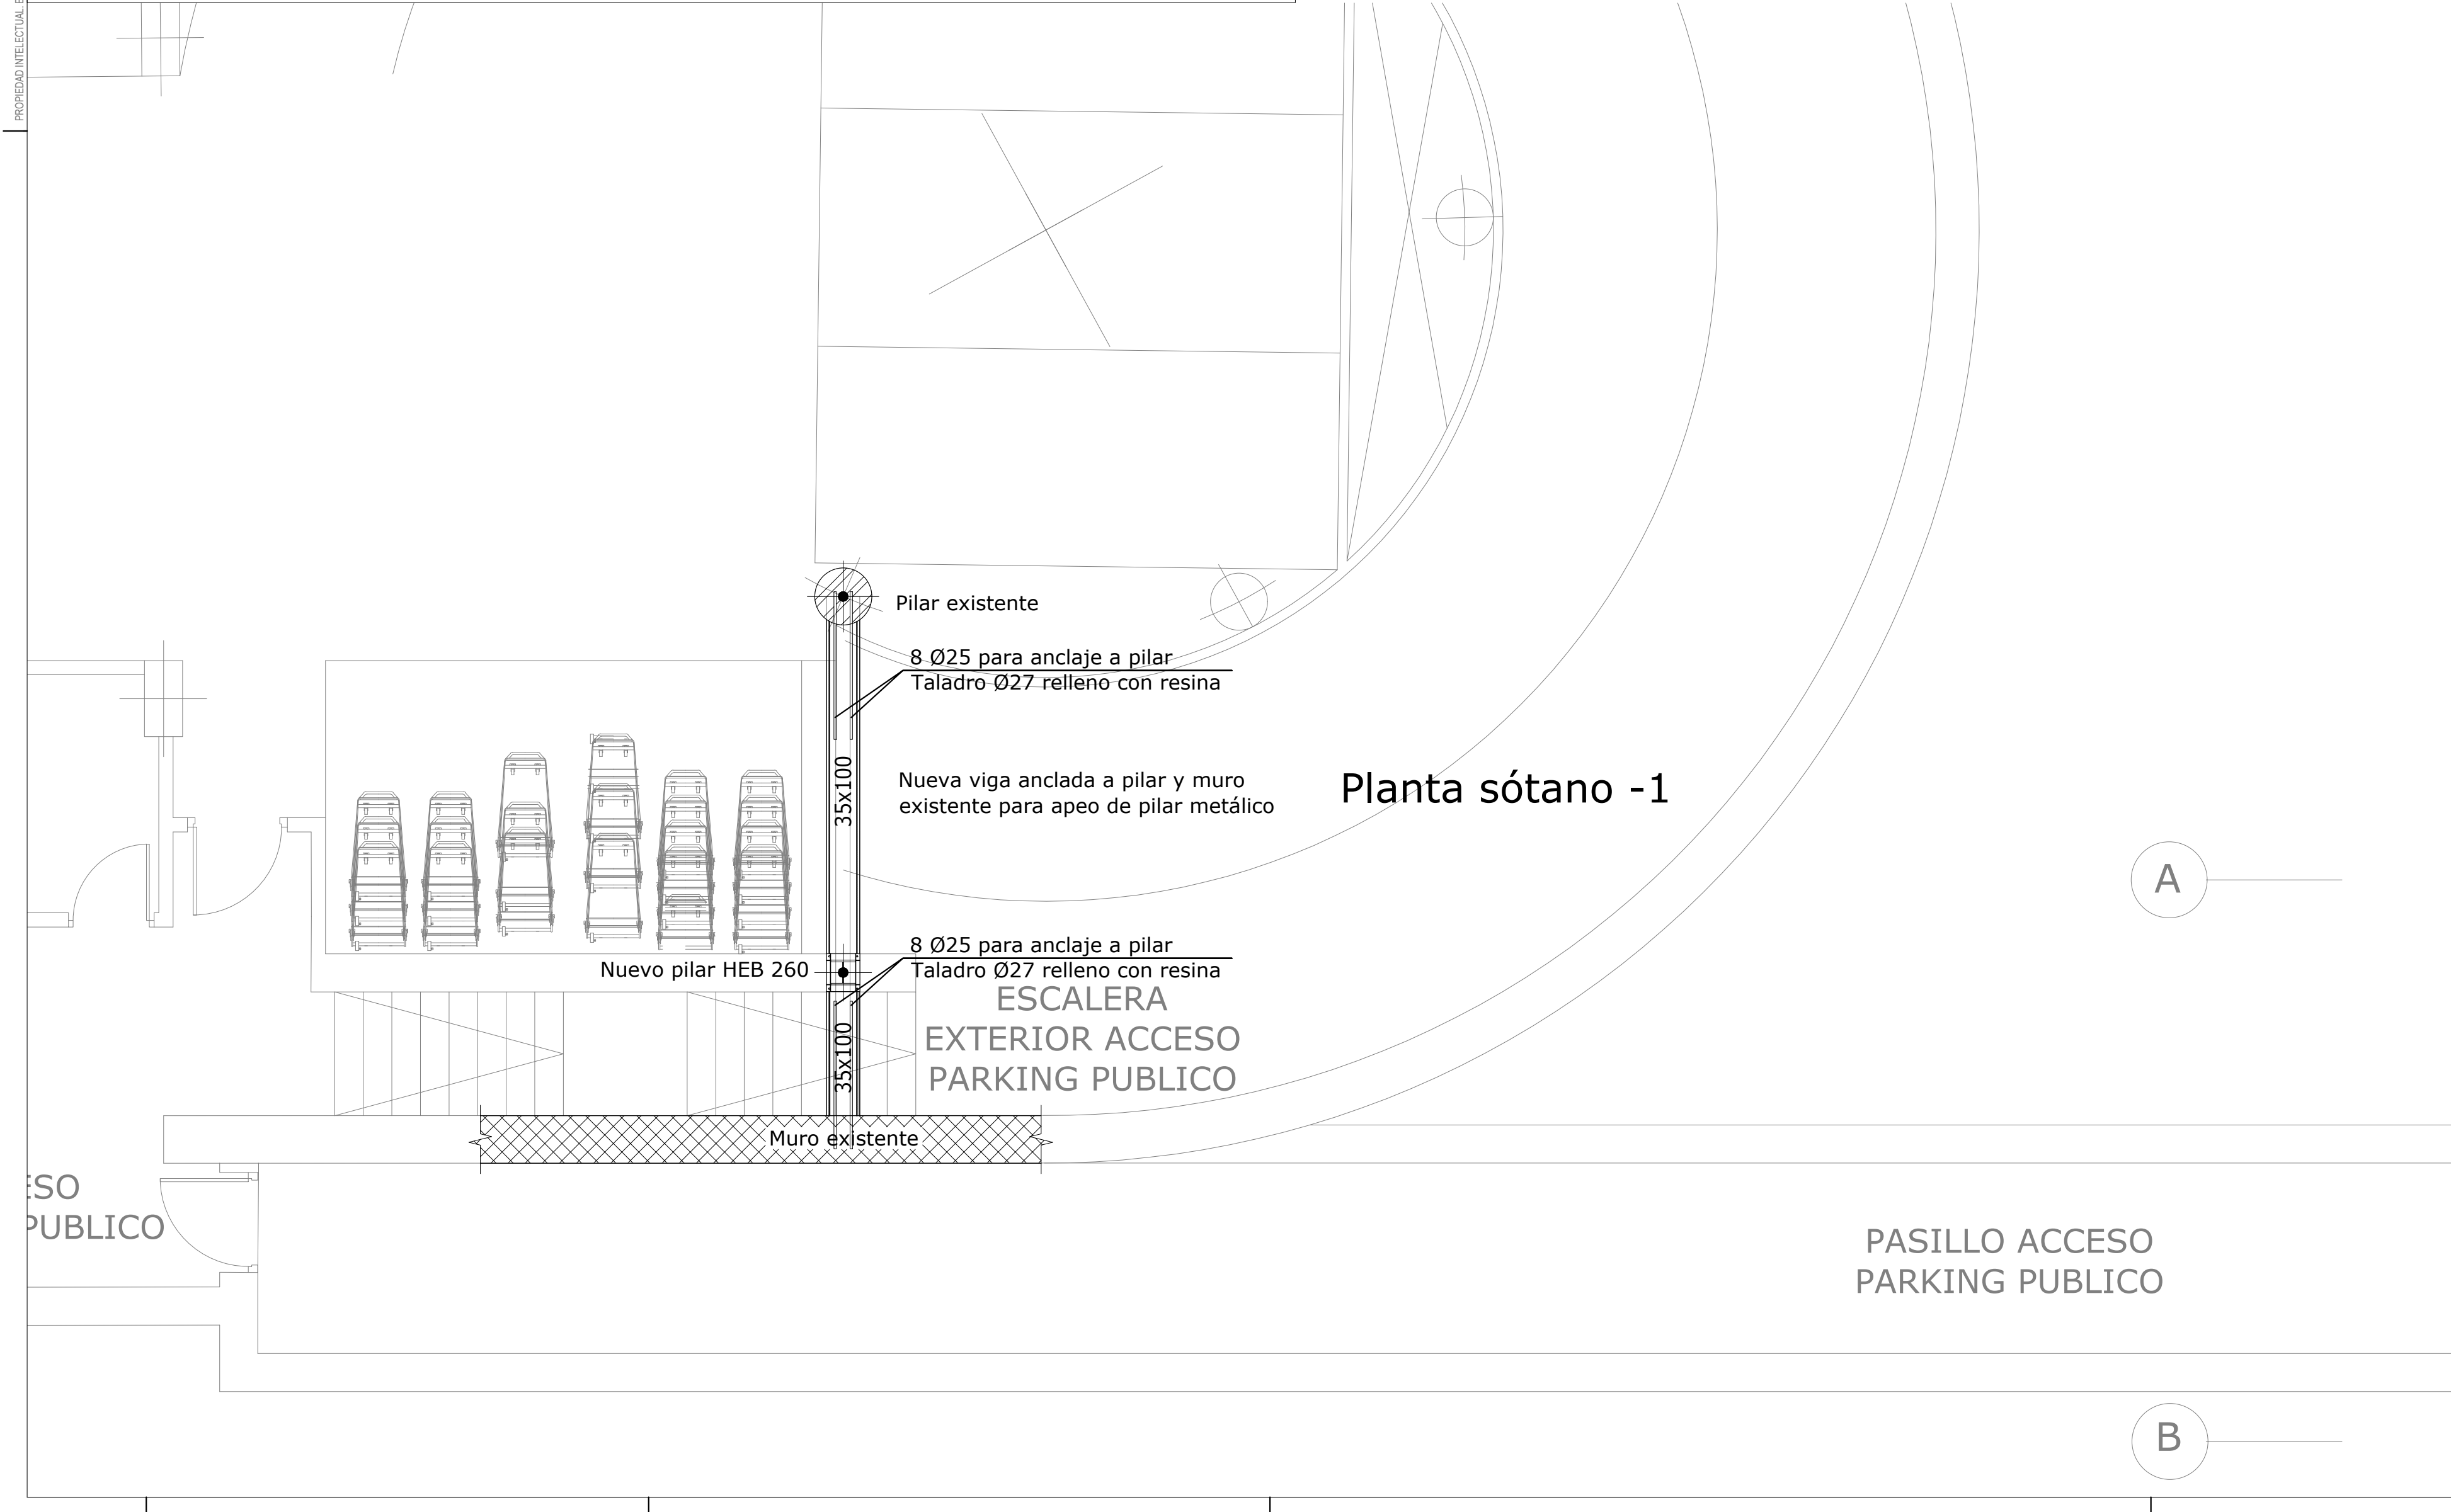 PROPIEDAD INTELECTUAL.
Pilar existente
8 Ø25 para anclaje a pilar
Taladro Ø27 relleno con resina
35x100
Nueva viga anclada a pilar y muro
existente para apeo de pilar metálico
Planta sótano -1
A
8 Ø25 para anclaje a pilar
Taladro Ø27 relleno con resina
Nuevo pilar HEB 260
ESCALERA
EXTERIOR ACCESO
PARKING PUBLICO
35x100
Muro existente
ESO
PUBLICO
PASILLO ACCESO
PARKING PUBLICO
B